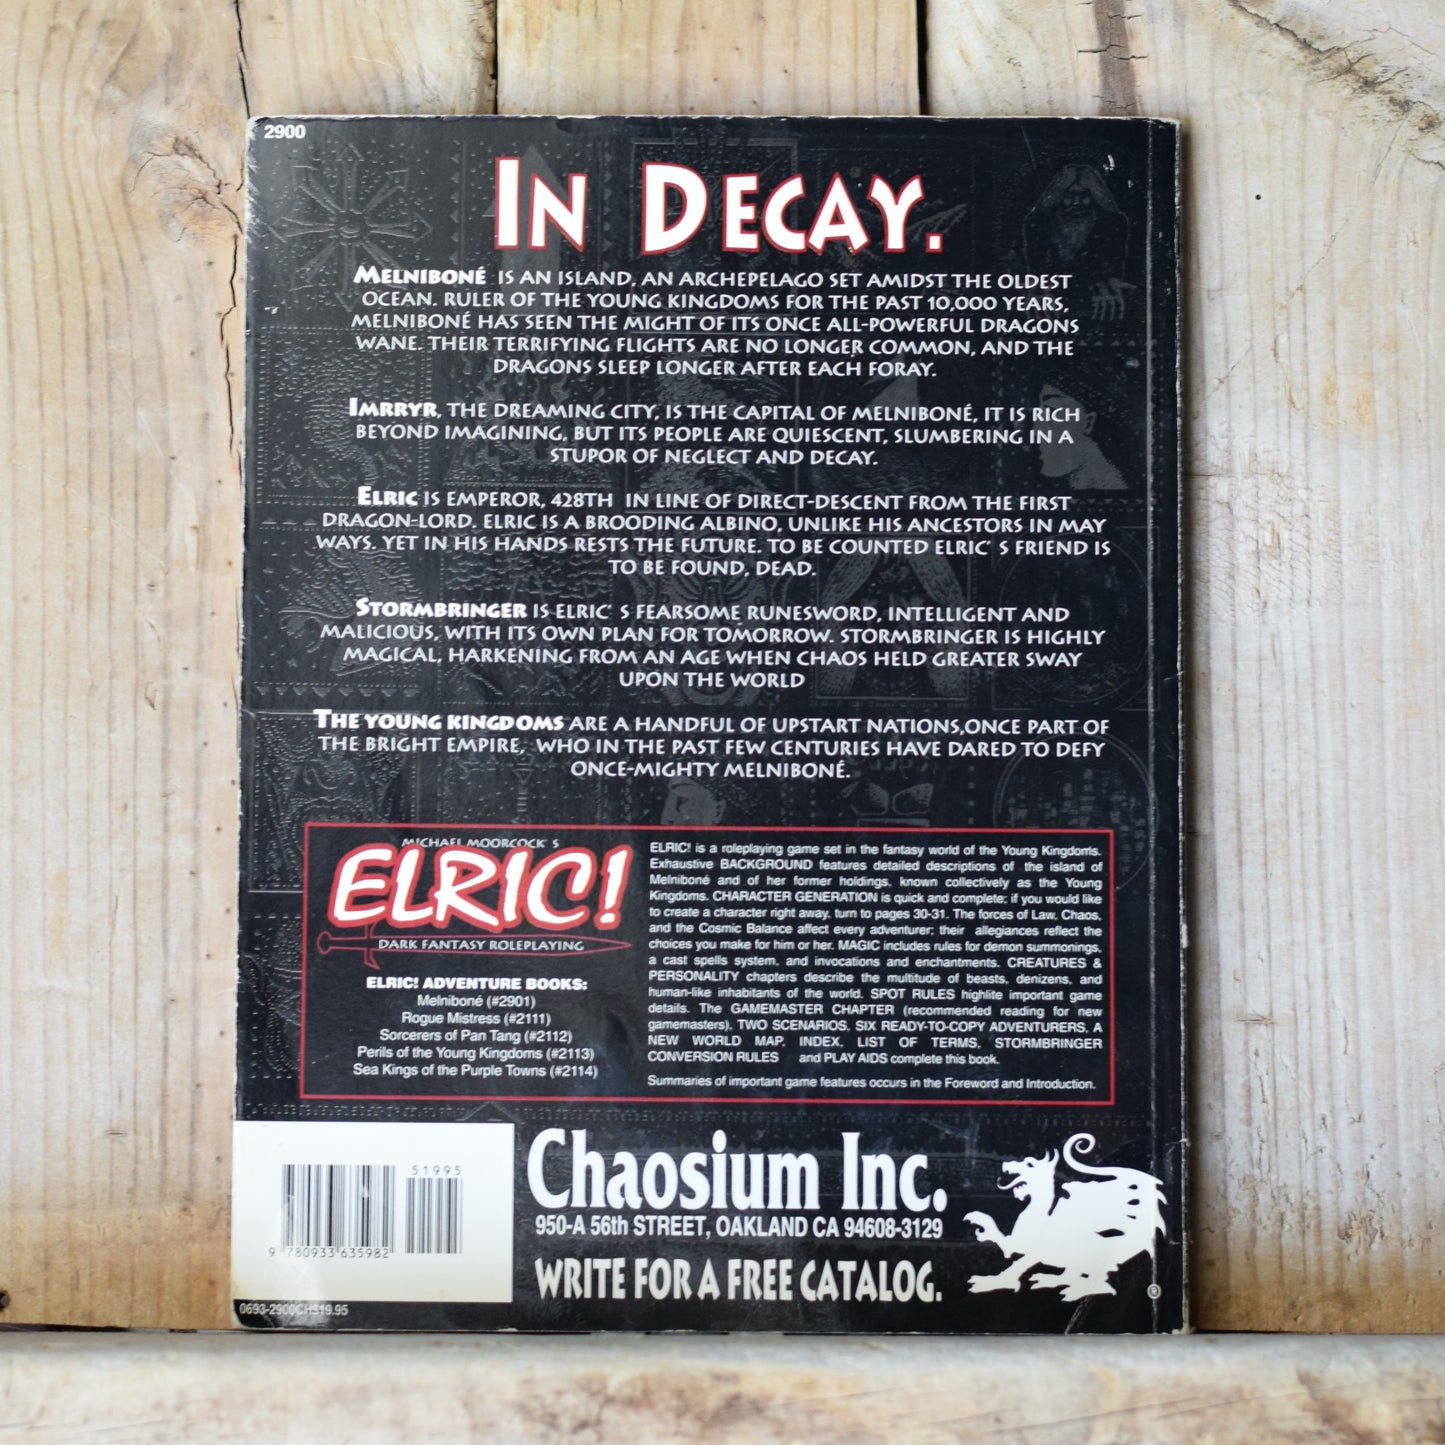 2900
IN DECAY.
MELNIBONÉ IS AN ISLAND, AN ARCHEPELAGO SET AMIDST THE OLDEST
OCEAN. RULER OF THE YOUNG KINGDOMS FOR THE PAST 10,000 YEARS,
MELNIBONÉ HAS SEEN THE MIGHT OF ITS ONCE ALL-POWERFUL DRAGONS
WANE. THEIR TERRIFYING FLIGHTS ARE NO LONGER COMMON, AND THE
DRAGONS SLEEP LONGER AFTER EACH FORAY.
IMRRYR, THE DREAMING CITY, IS THE CAPITAL OF MELNIBONÉ, IT IS RICH
BEYOND IMAGINING, BUT ITS PEOPLE ARE QUIESCENT, SLUMBERING IN A
STUPOR OF NEGLECT AND DECAY.
ELRIC IS EMPEROR, 428TH IN LINE OF DIRECT-DESCENT FROM THE FIRST
DRAGON-LORD. ELRIC IS A BROODING ALBINO, UNLIKE HIS ANCESTORS IN MAY
WAYS. YET IN HIS HANDS RESTS THE FUTURE. TO BE COUNTED ELRIC' S FRIEND IS
TO BE FOUND, DEAD.
STORMBRINGER IS ELRIC' S FEARSOME RUNESWORD, INTELLIGENT AND
MALICIOUS, WITH ITS OWN PLAN FOR TOMORROW. STORMBRINGER IS HIGHLY
MAGICAL, HARKENING FROM AN AGE WHEN CHAOS HELD GREATER SWAY
UPON THE WORLD
THE YOUNG KINGDOMS ARE A HANDFUL OF UPSTART NATIONS,ONCE PART OF
THE BRIGHT EMPIRE, WHO IN THE PAST FEW CENTURIES HAVE DARED TO DEFY
ONCE-MIGHTY MELNIBONÉ.
MICHAEL MOORCOCK' S
ELRIC!
DARK FANTASY ROLEPLAYING
ELRIC! ADVENTURE BOOKS:
Melniboné (#2901)
Rogue Mistress (#2111)
Sorcerers of Pan Tang (#2112)
Perils of the Young Kingdoms (#2113)
Sea Kings of the Purple Towns (#2114)
ELRIC! is a roleplaying game set in the fantasy world of the Young Kingdoms.
Exhaustive BACKGROUND features detailed descriptions of the island of
Melniboné and of her former holdings, known collectively as the Young
Kingdoms. CHARACTER GENERATION is quick and complete; if you would like
to create a character right away, turn to pages 30-31. The forces of Law, Chaos,
and the Cosmic Balance affect every adventurer; their allegiances reflect the
choices you make for him or her. MAGIC includes rules for demon summonings,
a cast spells system, and invocations and enchantments. CREATURES &
PERSONALITY chapters describe the multitude of beasts, denizens, and
human-like inhabitants of the world. SPOT RULES highlite important game
details. The GAMEMASTER CHAPTER (recommended reading for new
gamemasters), TWO SCENARIOS, SIX READY-TO-COPY ADVENTURERS, A
NEW WORLD MAP, INDEX, LIST OF TERMS, STORMBRINGER
CONVERSION RULES and PLAY AIDS complete this book.
Summaries of important game features occurs in the Foreword and Introduction.
51995
9 780933 635982
0693-2900CHS19.95
Chaosium Inc.
950-A 56th STREET, OAKLAND CA 94608-3129
WRITE FOR A FREE CATALOG.
®